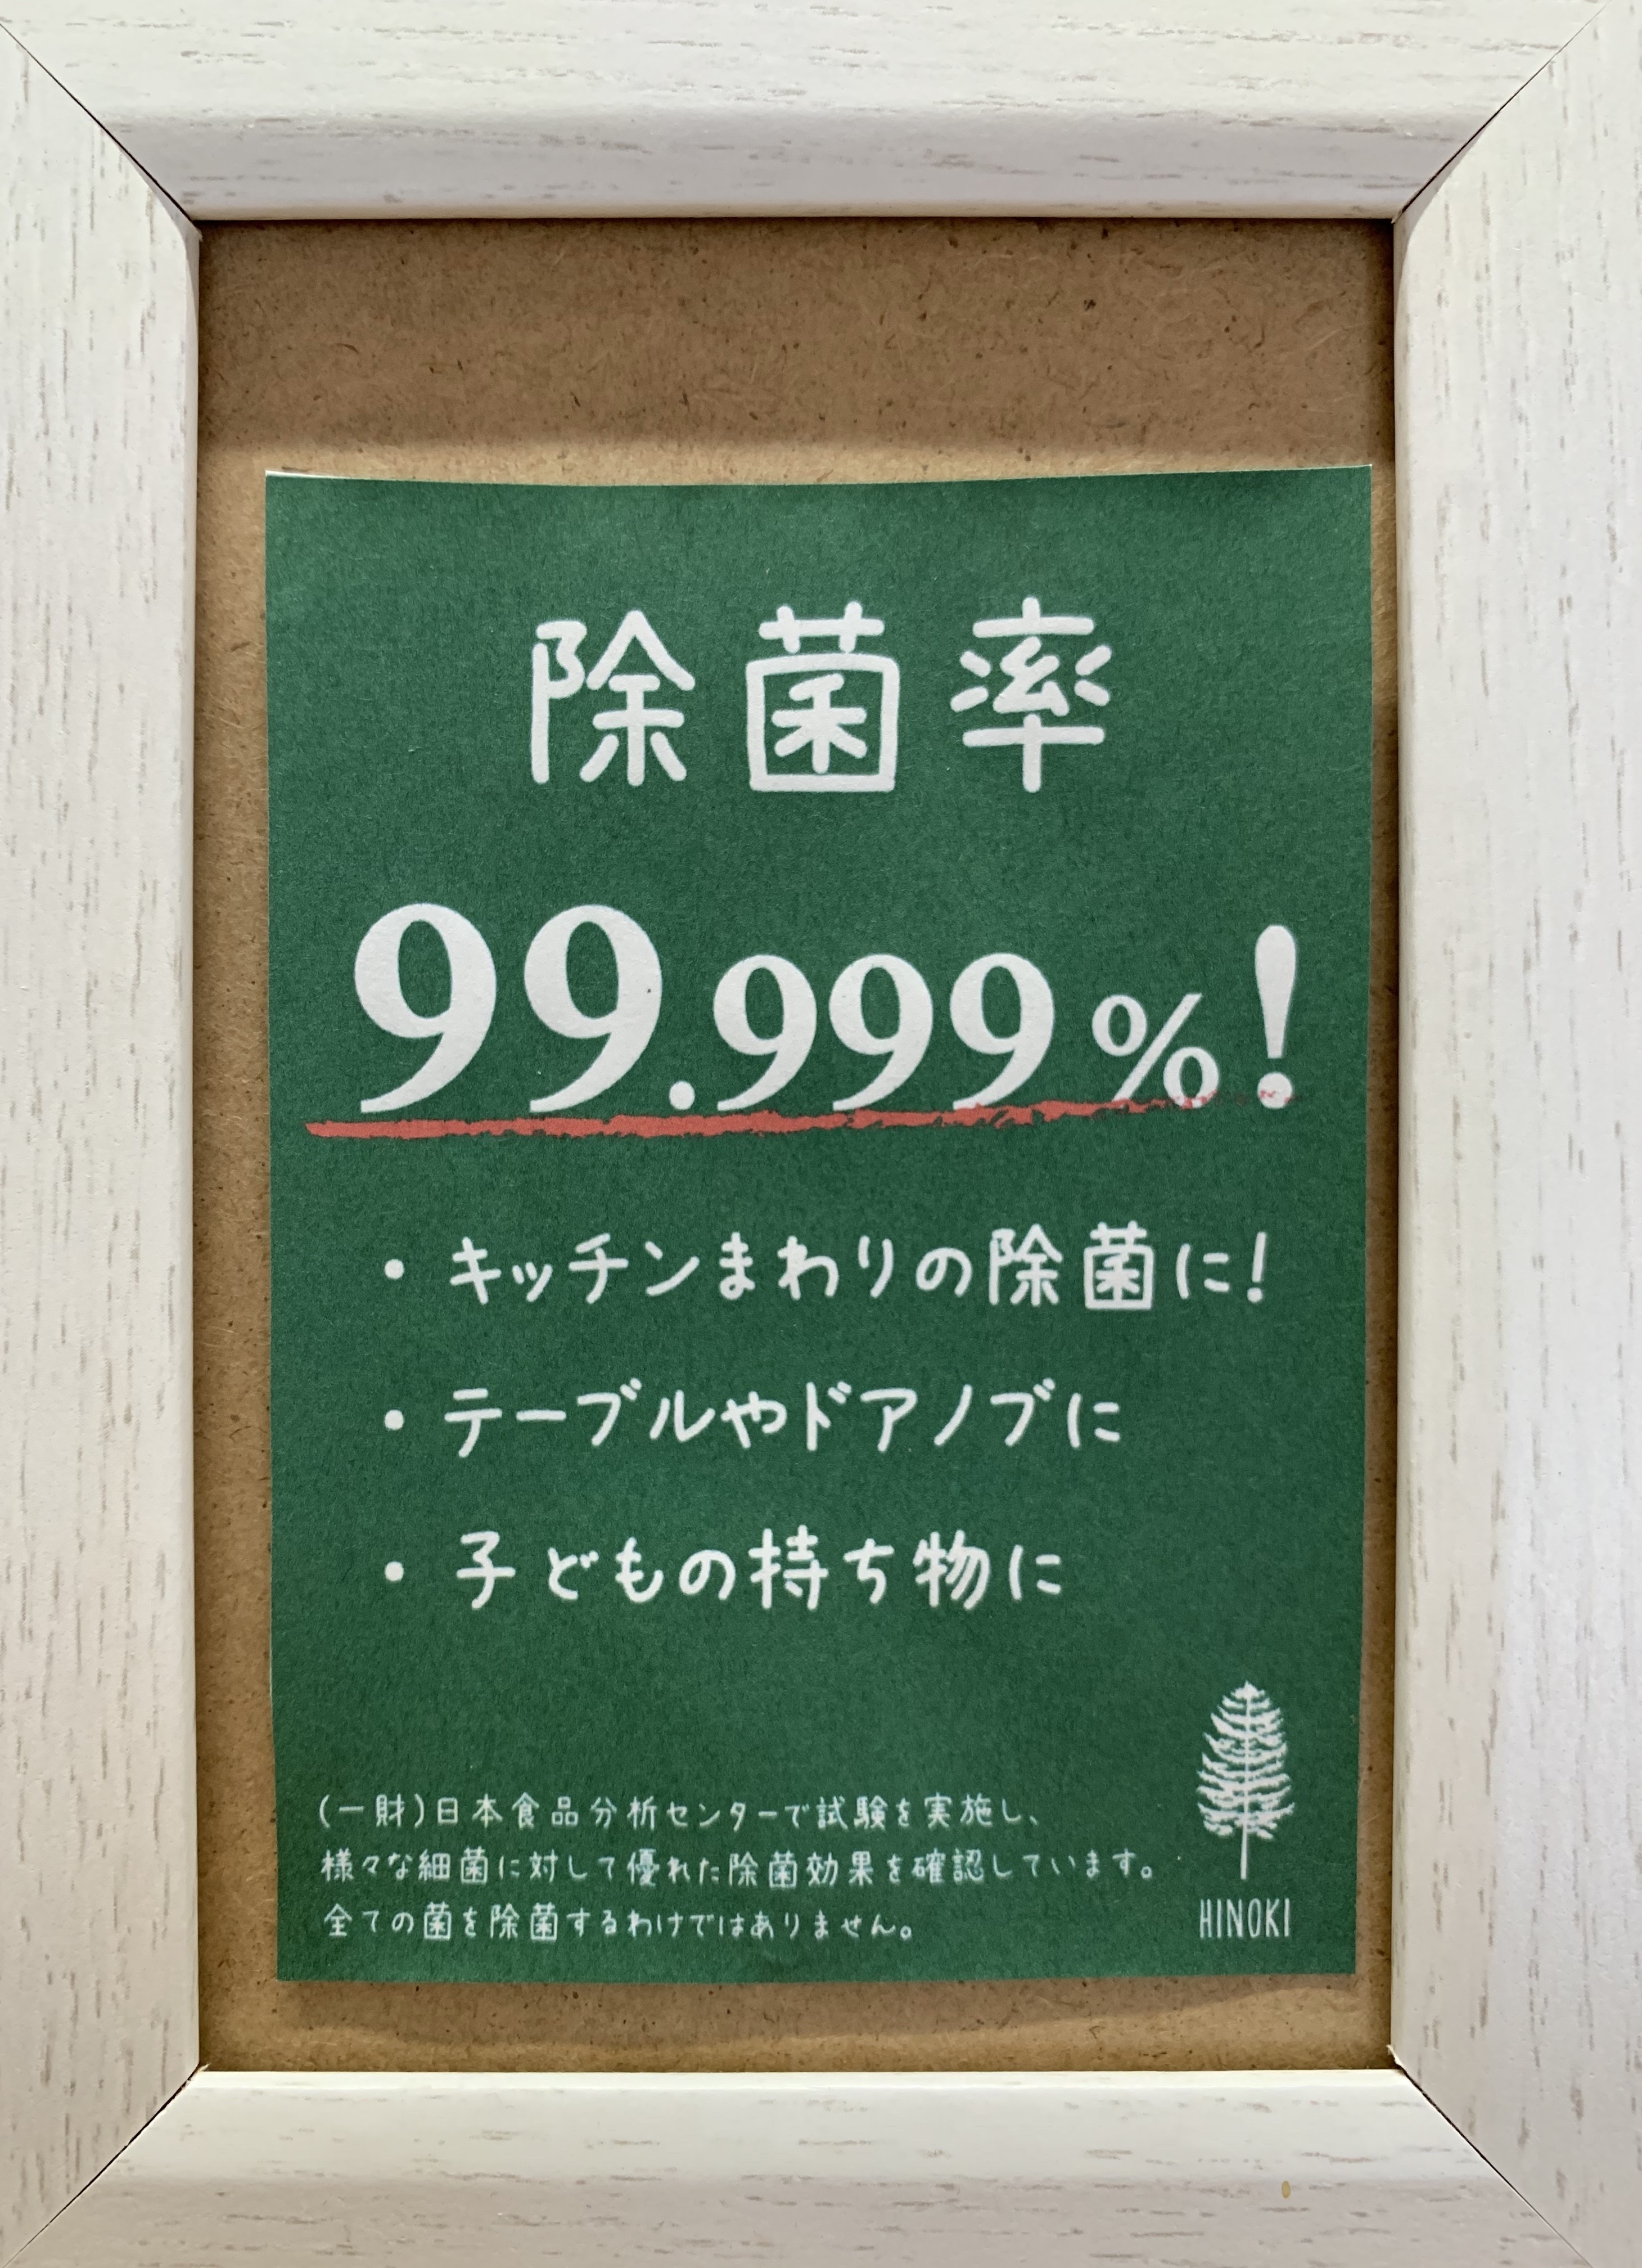 除菌率
99.999%!
・キッチンまわりの除菌に!
・テーブルやドアノブに
・子どもの持ち物に
(一財)日本食品分析センターで試験を実施し、
様々な細菌に対して優れた除菌効果を確認しています。
全ての菌を除菌するわけではありません。
HINOKI